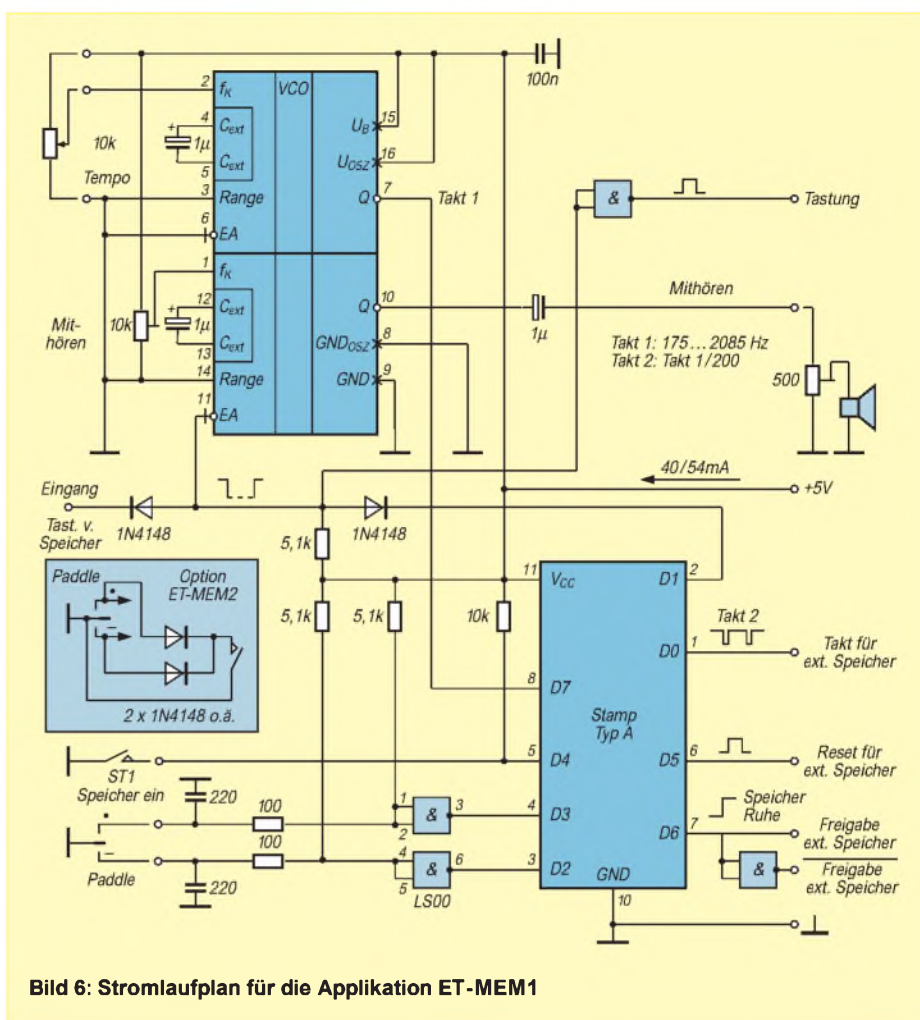 100n
2
fK
VCO
15
UB
4
Cext
+
1µ
10k
Cext
5
16
UOSZ
Tempo
3
Range
7
Q
Takt 1
&
Tastung
6
EA
1
fK
12
Cext
+
1µ
10
Q
Mithören
Mit-
hören
10k
Cext
13
8
GNDOSZ
1µ
Takt 1: 175...2085 Hz
Takt 2: Takt 1/200
14
Range
9
GND
500
11
EA
40/54mA
+5V
Eingang
Tast. v.
Speicher
1N4148
1N4148
5,1k
Paddle
Option
ET-MEM2
2 x 1N4148 o.ä.
11
VCC
D1
2
5,1k
5,1k
10k
Takt 2
D0
1
Takt für
ext. Speicher
8
D7
Stamp
Typ A
ST1
Speicher ein
5
D4
D5
6
Reset für
ext. Speicher
220
100
1
2
&
3
4
D3
Speicher
Ruhe
D6
7
Freigabe
ext. Speicher
100
4
5
&
6
3
D2
LS00
Paddle
220
GND
10
&
Freigabe
ext. Speicher
Bild 6: Stromlaufplan für die Applikation ET-MEM1